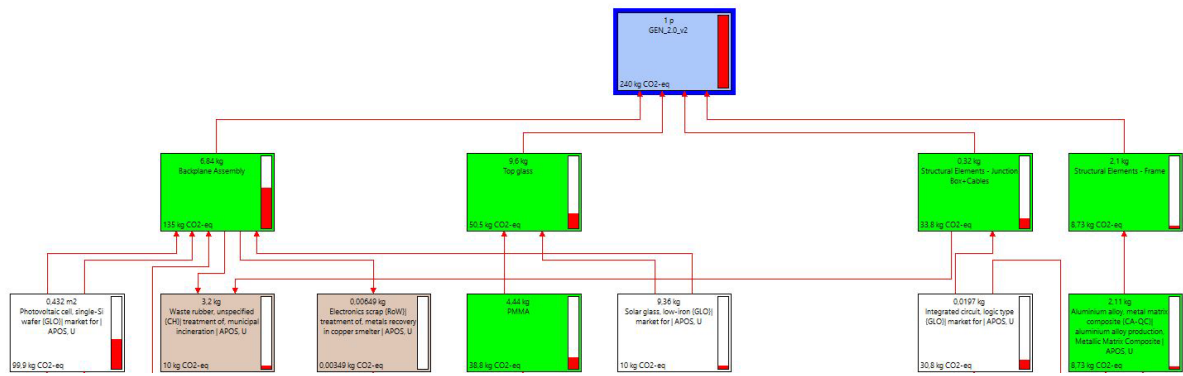 1 p
GEN_2.0_v2
240 kg CO2-eq
6,84 kg
Backplane Assembly
135 kg CO2-eq
9,6 kg
Top glass
50,5 kg CO2-eq
0,32 kg
Structural Elements - Junction
Box+Cables
33,8 kg CO2-eq
2,1 kg
Structural Elements - Frame
8,73 kg CO2-eq
0,432 m2
Photovoltaic cell, single-Si
wafer {GLO}| market for |
APOS, U
99,9 kg CO2-eq
3,2 kg
Waste rubber, unspecified
{CH}| treatment of, municipal
incineration | APOS, U
10 kg CO2-eq
0,00649 kg
Electronics scrap {RoW}|
treatment of, metals recovery
in copper smelter | APOS, U
0,00349 kg CO2-eq
4,44 kg
PMMA
38,8 kg CO2-eq
9,36 kg
Solar glass, low-iron {GLO}|
market for | APOS, U
10 kg CO2-eq
0,0197 kg
Integrated circuit, logic type
{GLO}| market for | APOS, U
30,8 kg CO2-eq
2,11 kg
Aluminium alloy, metal matrix
composite {CA-QC}|
aluminium alloy production,
Metallic Matrix Composite |
APOS, U
8,73 kg CO2-eq